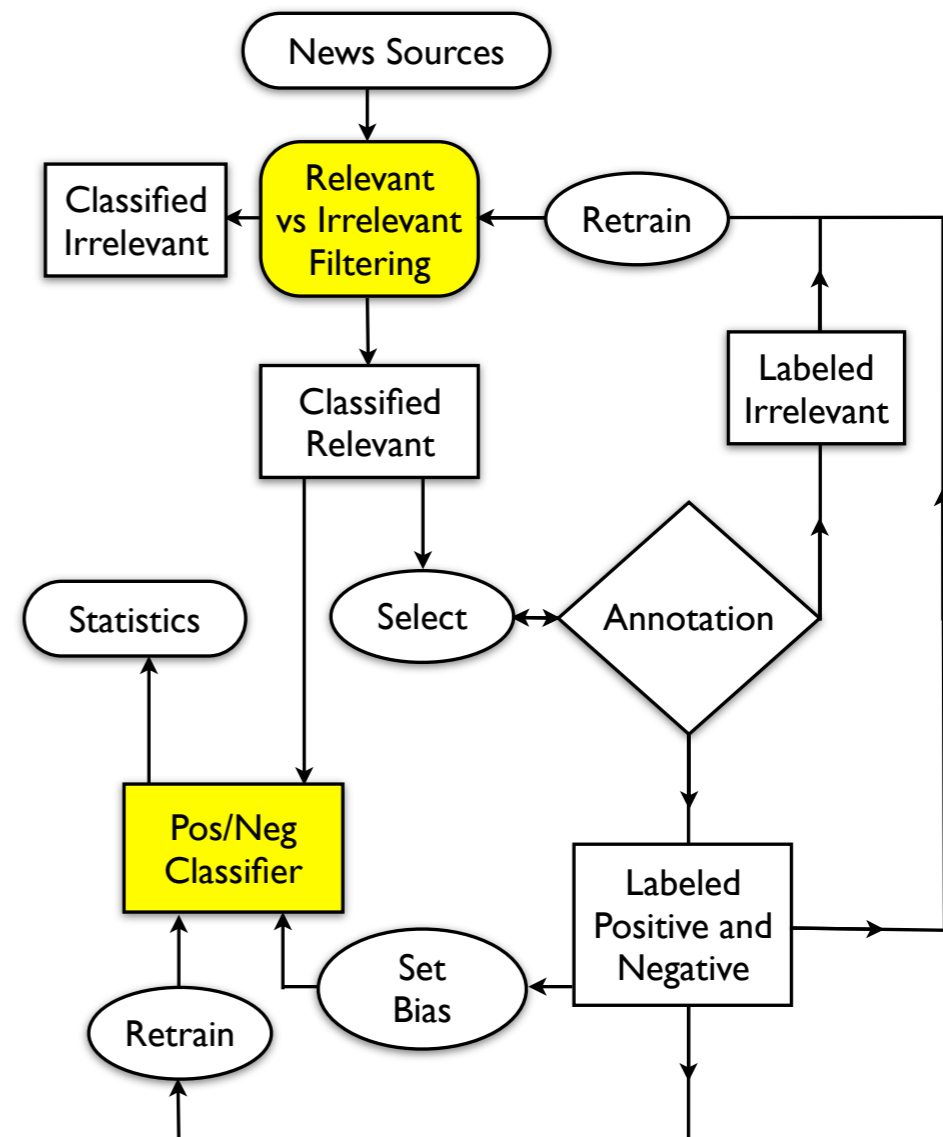 News Sources
Classified
Irrelevant
Relevant
vs Irrelevant
Filtering
Retrain
Classified
Relevant
Labeled
Irrelevant
Statistics
Select
Annotation
Pos/Neg
Classifier
Labeled
Positive and
Negative
Set
Bias
Retrain